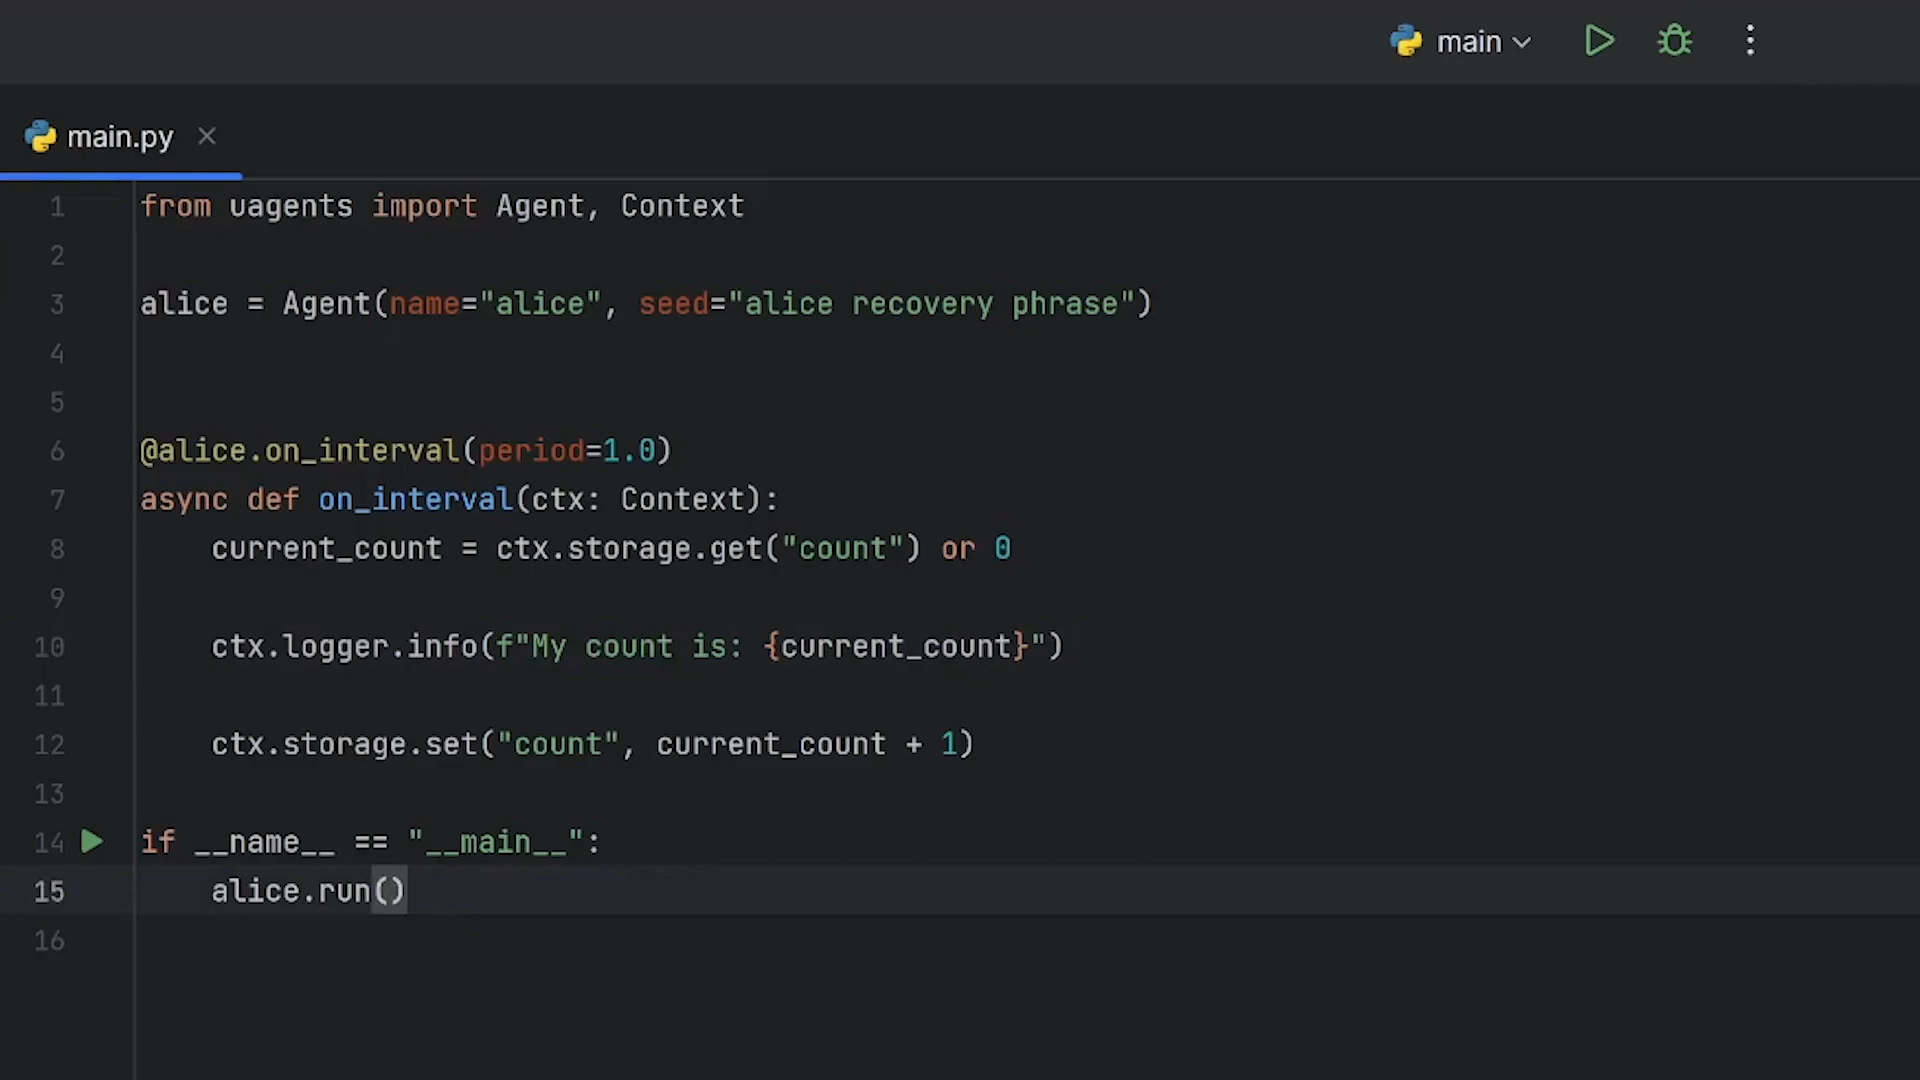 main
main.py
1 from uagents import Agent, Context
2
3 alice = Agent(name="alice", seed="alice recovery phrase")
4
5
6 @alice.on_interval(period=1.0)
7 async def on_interval(ctx: Context):
8     current_count = ctx.storage.get("count") or 0
9
10     ctx.logger.info(f"My count is: {current_count}")
11
12     ctx.storage.set("count", current_count + 1)
13
14 if __name__ == "__main__":
15     alice.run()
16